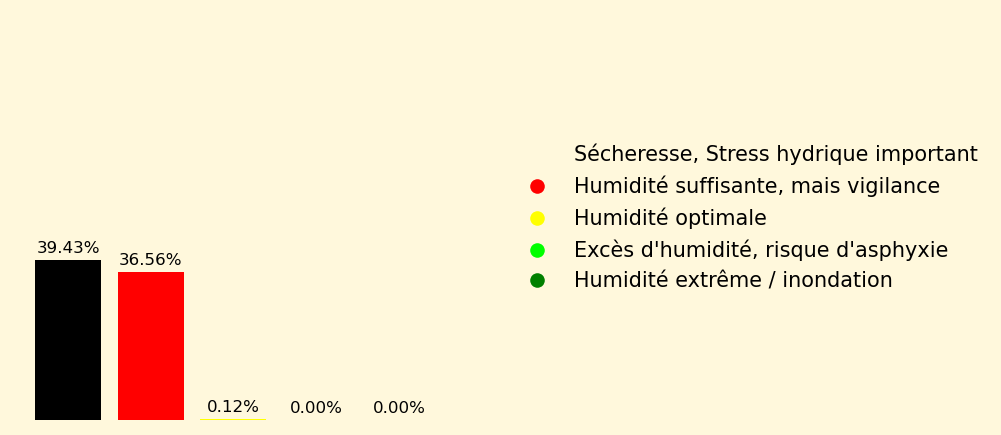 39.43%
36.56%
0.12%
0.00%
0.00%
Sécheresse, Stress hydrique important
Humidité suffisante, mais vigilance
Humidité optimale
Excès d'humidité, risque d'asphyxie
Humidité extrême / inondation